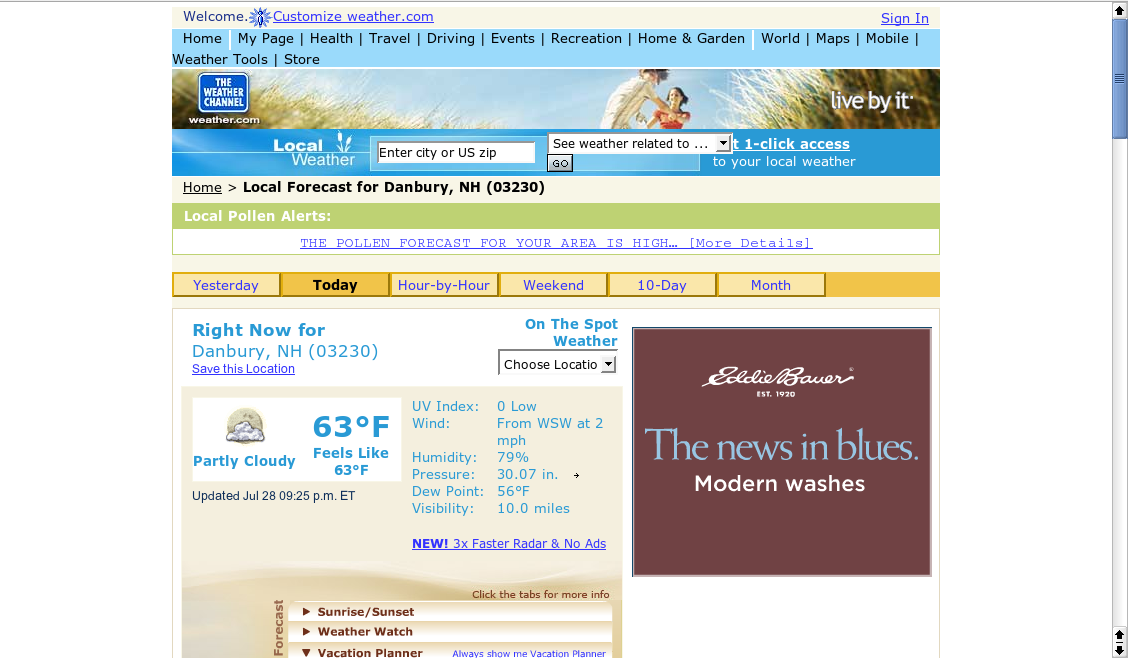 Welcome. Customize weather.com Sign In
Home | My Page | Health | Travel | Driving | Events | Recreation | Home & Garden | World | Maps | Mobile |
Weather Tools | Store
THE
WEATHER
CHANNEL
weather.com
live by it·
Local
Weather
Enter city or US zip
See weather related to ...
GO
t 1-click access
to your local weather
Home > Local Forecast for Danbury, NH (03230)
Local Pollen Alerts:
THE POLLEN FORECAST FOR YOUR AREA IS HIGH… [More Details]
Yesterday Today Hour-by-Hour Weekend 10-Day Month
Right Now for
Danbury, NH (03230)
Save this Location
On The Spot
Weather
Choose Locatio
Partly Cloudy
63°F
Feels Like
63°F
Updated Jul 28 09:25 p.m. ET
UV Index: 0 Low
Wind: From WSW at 2
mph
Humidity: 79%
Pressure: 30.07 in.
Dew Point: 56°F
Visibility: 10.0 miles
NEW! 3x Faster Radar & No Ads
Click the tabs for more info
Forecast
Sunrise/Sunset
Weather Watch
Vacation Planner Always show me Vacation Planner
Eddie Bauer
EST. 1920
The news in blues.
Modern washes